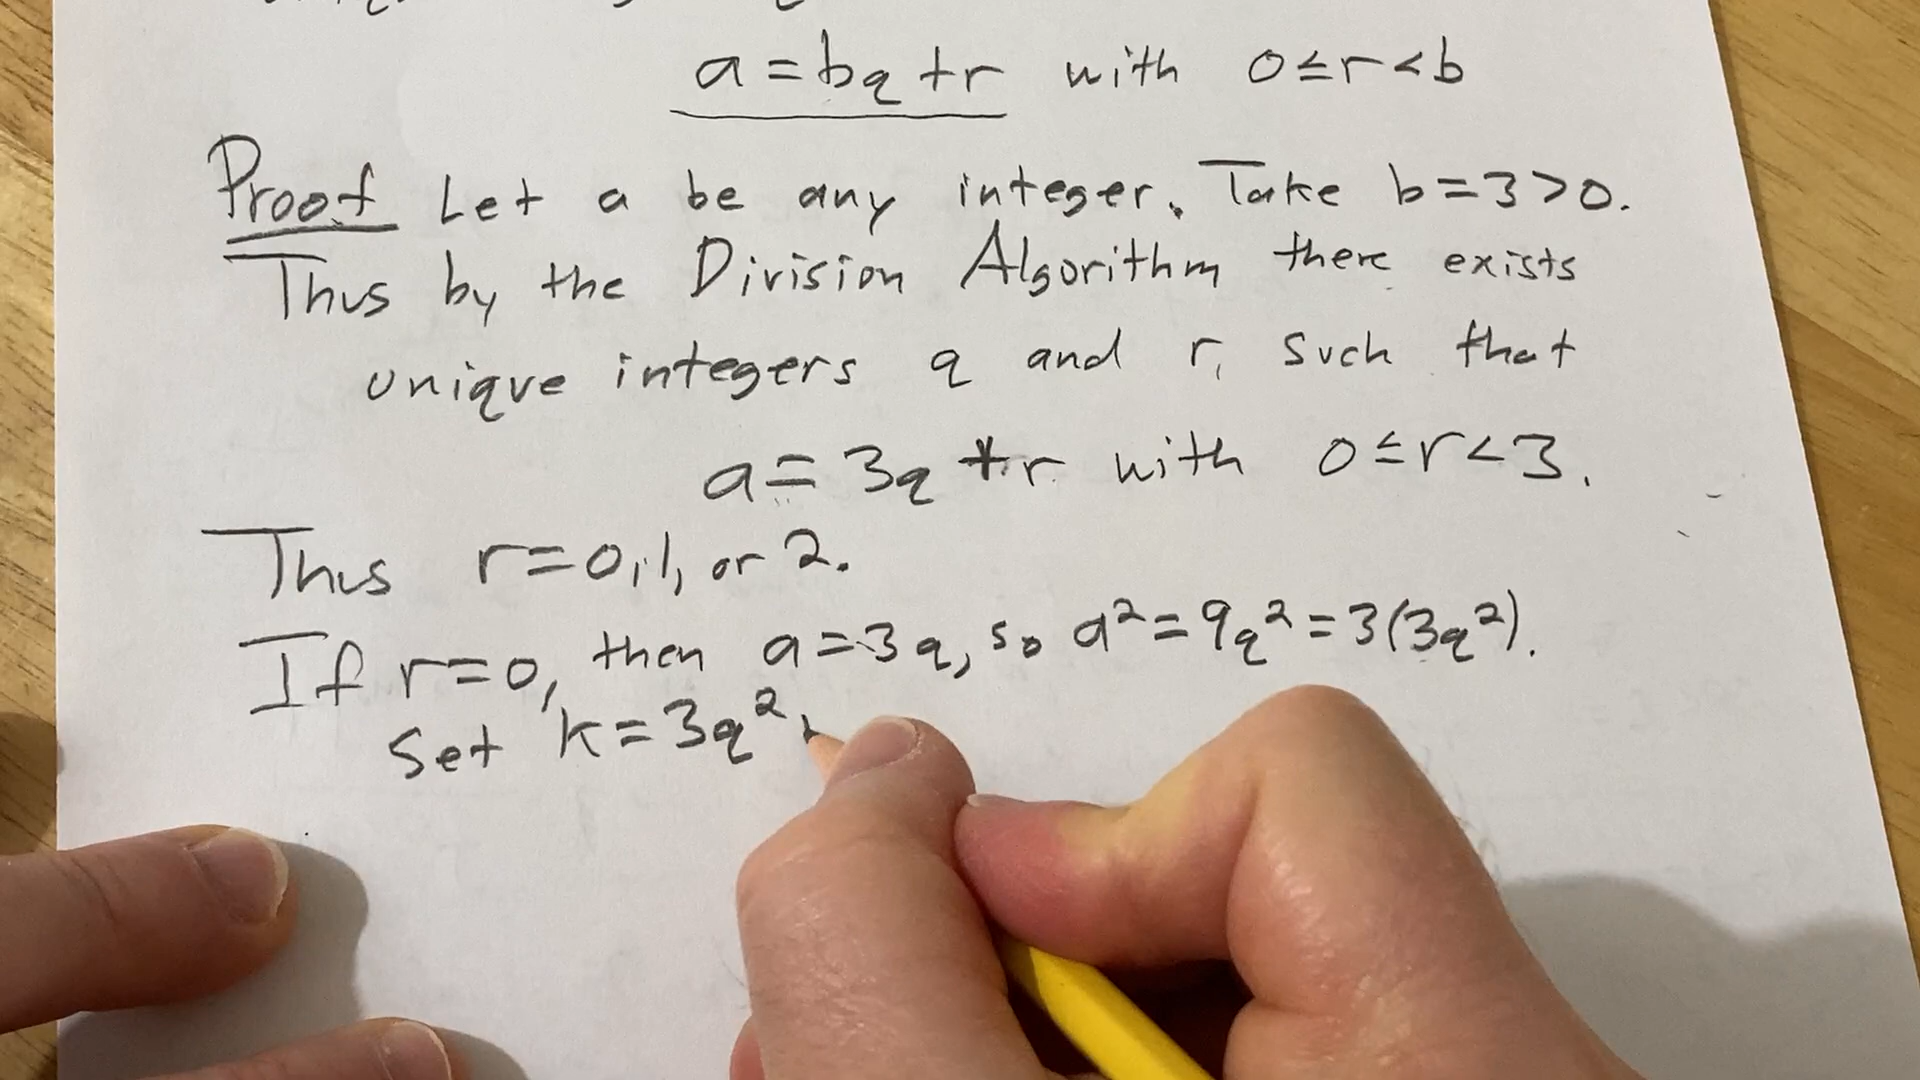 a = bq + r with 0 ≤ r < b
Proof Let a be any integer. Take b = 3 > 0.
Thus by the Division Algorithm there exists
unique integers q and r, such that
a = 3q + r with 0 ≤ r < 3.
Thus r = 0, 1, or 2.
If r = 0, then a = 3q, so a² = 9q² = 3(3q²).
Set k = 3q²